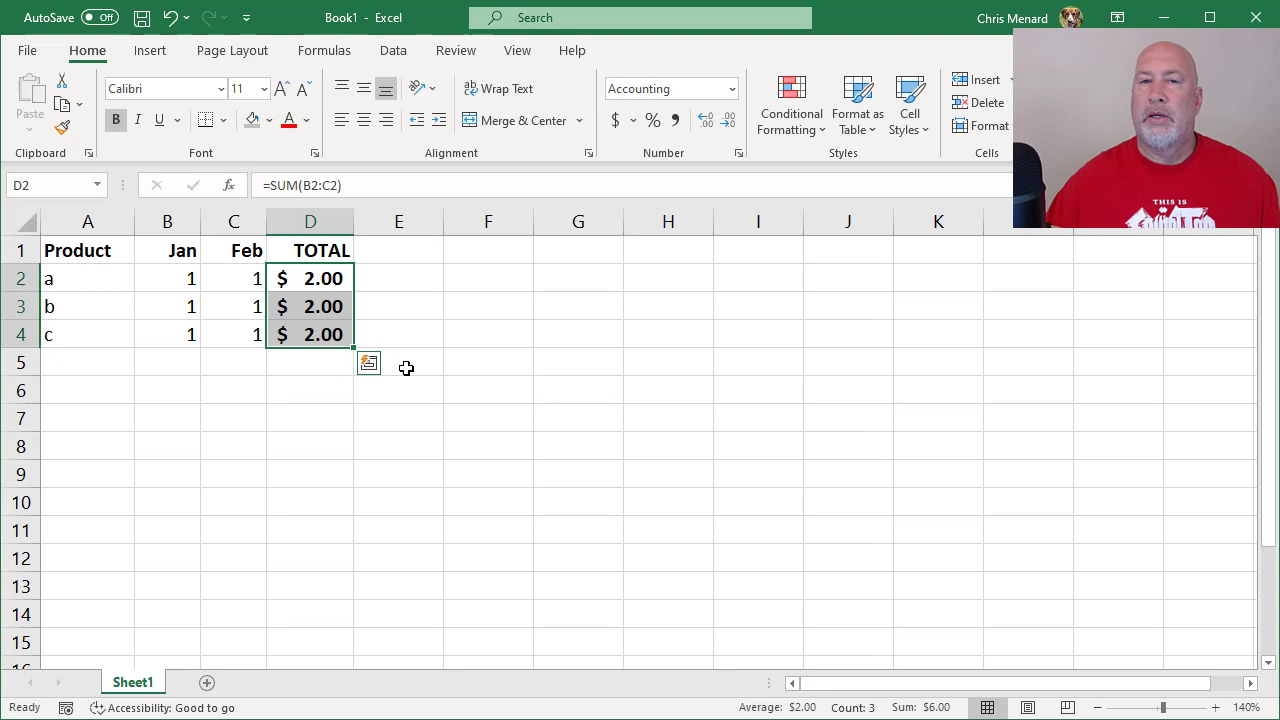 AutoSave Off Book1 - Excel Search Chris Menard
File Home Insert Page Layout Formulas Data Review View Help
Paste Calibri 11 Wrap Text Accounting Conditional Formatting Format as Table Cell Styles Insert
B I U A Merge & Center $ % Delete
Format
Clipboard Font Alignment Number Styles Cells
D2 fx =SUM(B2:C2)
A B C D E F G H I J K
1 Product Jan Feb TOTAL
2 a 1 1 $ 2.00
3 b 1 1 $ 2.00
4 c 1 1 $ 2.00
5
6
7
8
9
10
11
12
13
14
15
THIS IS
Sheet1
Ready Accessibility: Good to go Average: $2.00 Count: 3 Sum: $6.00 140%